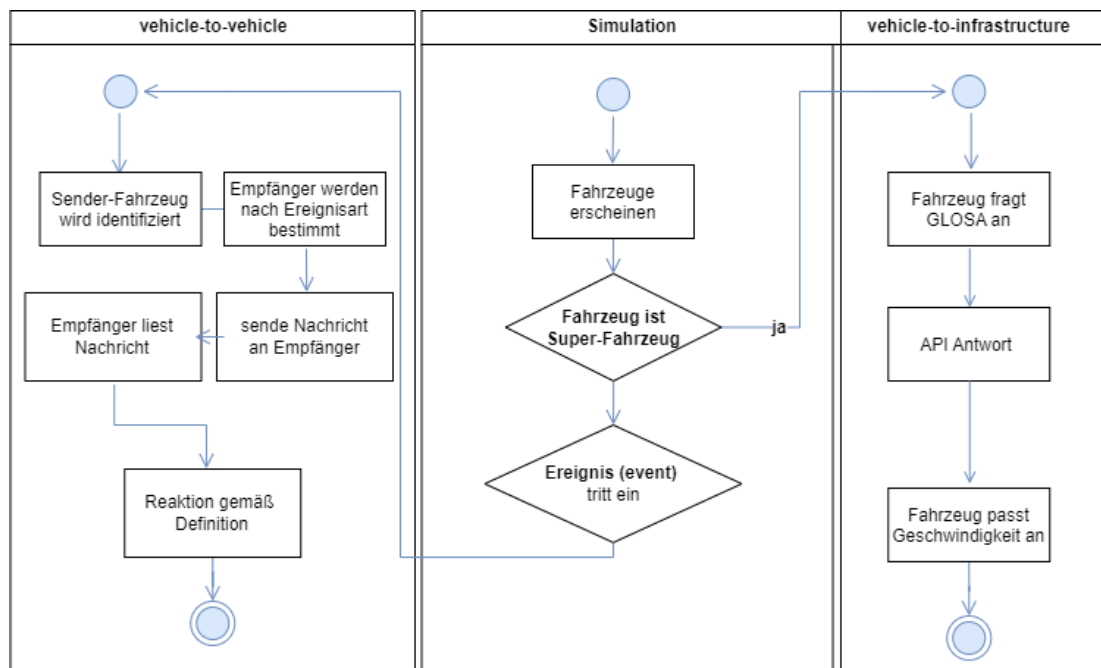 vehicle-to-vehicle
Simulation
vehicle-to-infrastructure
Sender-Fahrzeug
wird identifiziert
Empfänger werden
nach Ereignisart
bestimmt
sende Nachricht
an Empfänger
Empfänger liest
Nachricht
Reaktion gemäß
Definition
Fahrzeuge
erscheinen
Fahrzeug ist
Super-Fahrzeug
ja
Ereignis (event)
tritt ein
Fahrzeug fragt
GLOSA an
API Antwort
Fahrzeug passt
Geschwindigkeit an